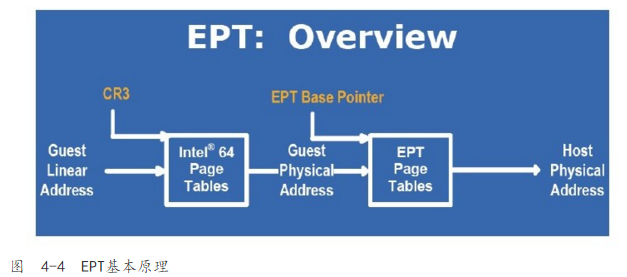 EPT: Overview
CR3
EPT Base Pointer
Guest
Linear
Address
Intel® 64
Page
Tables
Guest
Physical
Address
EPT
Page
Tables
Host
Physical
Address
图 4-4 EPT基本原理